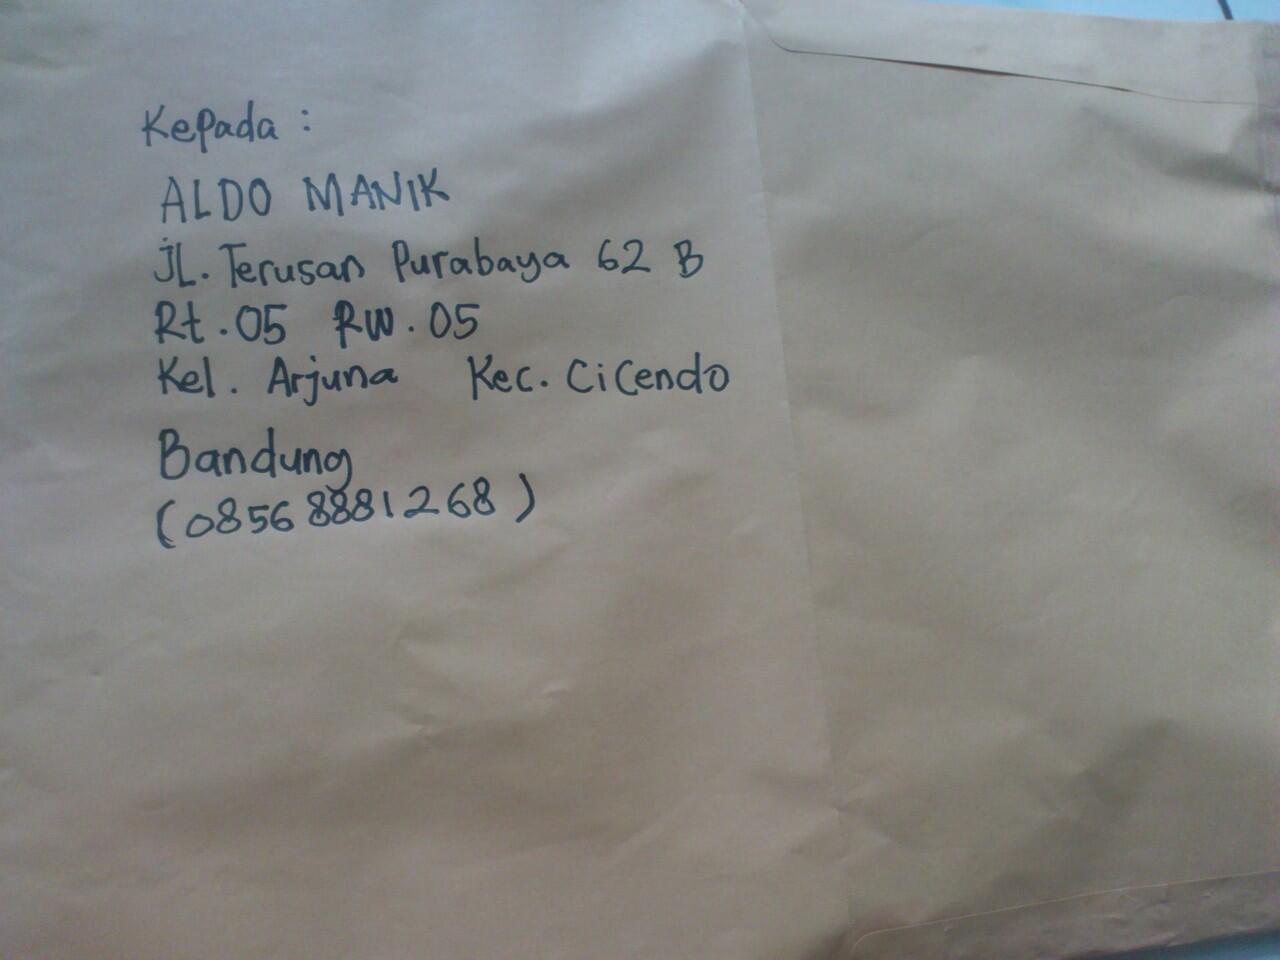 Kepada :
ALDO MANIK
JL. Terusan Purabaya 62 B
Rt. 05 RW. 05
Kel. Arjuna Kec. Cicendo
Bandung
(08568881268)